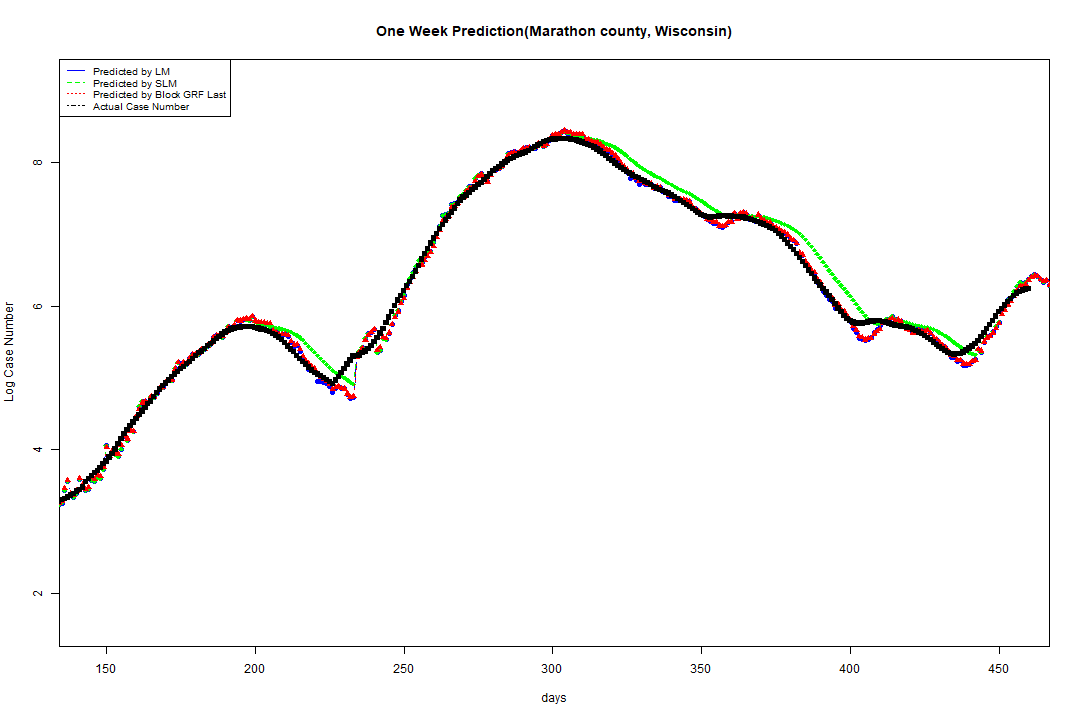 One Week Prediction(Marathon county, Wisconsin)
Predicted by LM
Predicted by SLM
Predicted by Block GRF Last
Actual Case Number
8
6
4
2
Log Case Number
150 200 250 300 350 400 450
days